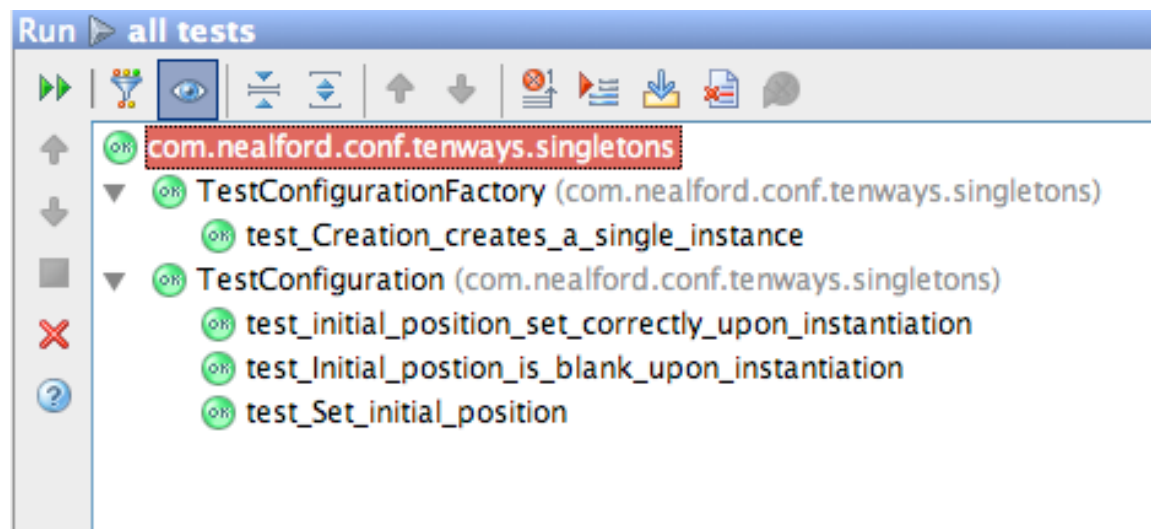 Run all tests
com.nealford.conf.tenways.singletons
TestConfigurationFactory (com.nealford.conf.tenways.singletons)
test_Creation_creates_a_single_instance
TestConfiguration (com.nealford.conf.tenways.singletons)
test_initial_position_set_correctly_upon_instantiation
test_Initial_postion_is_blank_upon_instantiation
test_Set_initial_position